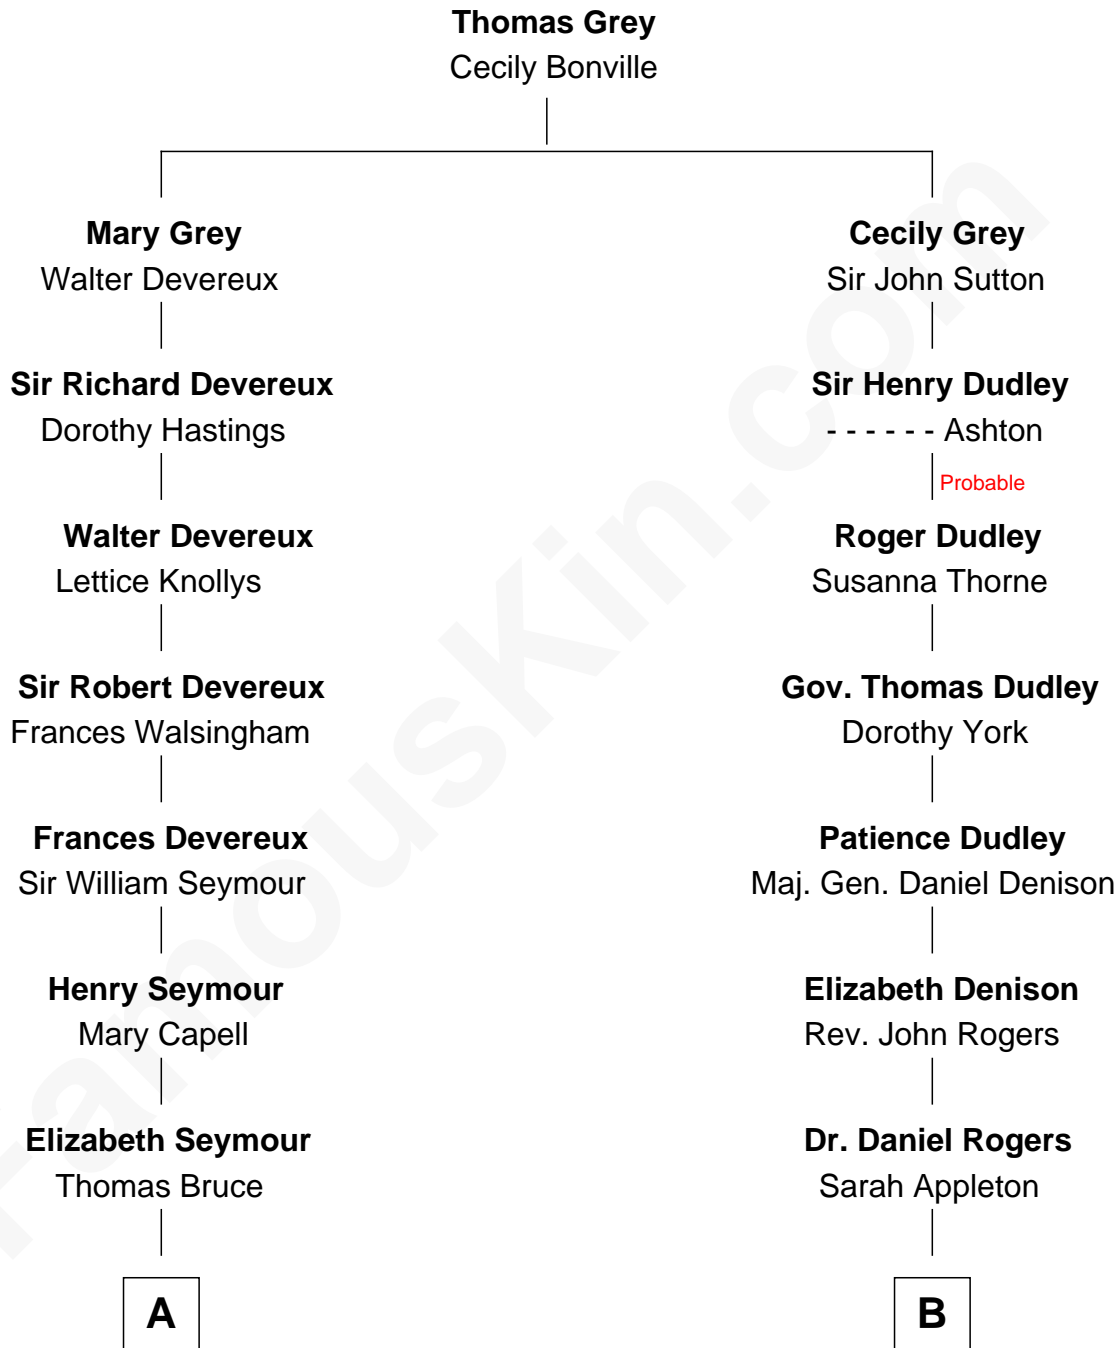 Thomas Grey
Cecily Bonville
Mary Grey
Walter Devereux
Cecily Grey
Sir John Sutton
Sir Richard Devereux
Dorothy Hastings
Sir Henry Dudley
- - - - - - Ashton
Probable
Walter Devereux
Lettice Knollys
Roger Dudley
Susanna Thorne
Sir Robert Devereux
Frances Walsingham
Gov. Thomas Dudley
Dorothy York
Frances Devereux
Sir William Seymour
Patience Dudley
Maj. Gen. Daniel Denison
Henry Seymour
Mary Capell
Elizabeth Denison
Rev. John Rogers
Elizabeth Seymour
Thomas Bruce
Dr. Daniel Rogers
Sarah Appleton
A
B
FamousKin.com